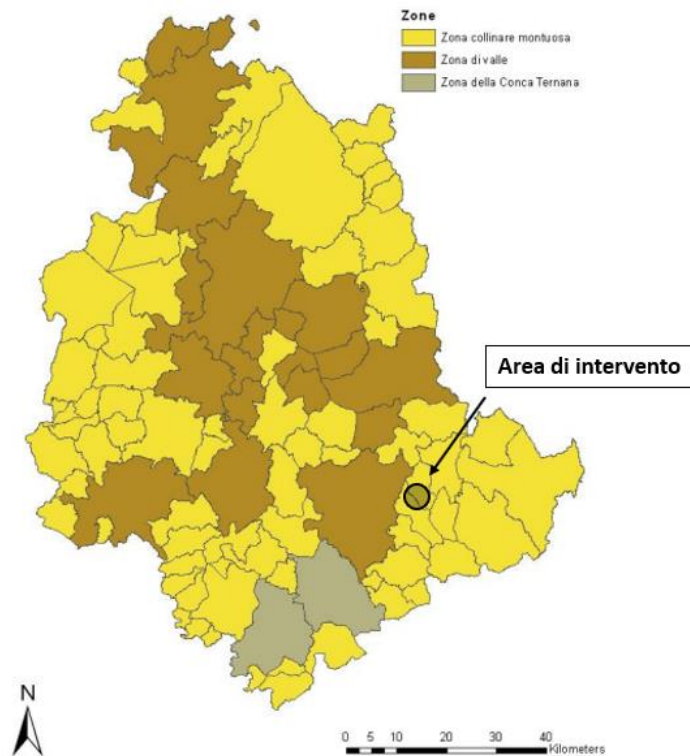 Zone
Zona collinare montuosa
Zona di valle
Zona della Conca Ternana
Area di intervento
N
0 5 10 20 30 40
Kilometers